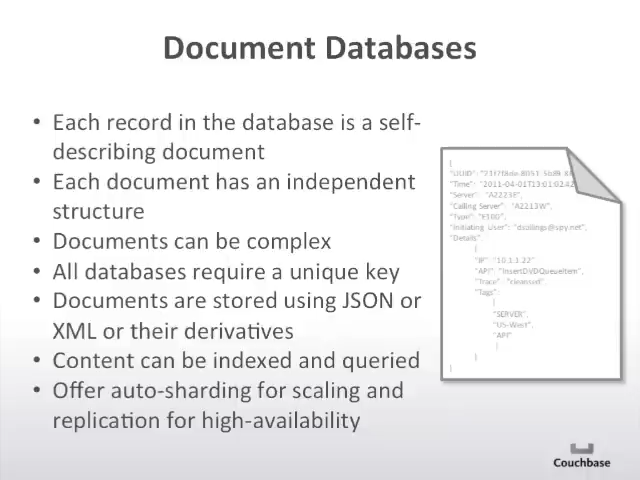 Document Databases
• Each record in the database is a self-
describing document
• Each document has an independent
structure
• Documents can be complex
• All databases require a unique key
• Documents are stored using JSON or
XML or their derivatives
• Content can be indexed and queried
• Offer auto-sharding for scaling and
replication for high-availability
{
"UUID":
"Time": "2011-04-01T13:01:02.42
"Server": "A2223E",
"Calling Server": "A2213W",
"Type": "E100",
"Initiating User": "dsallings@spy.net",
"Details":
{
"IP": "10.1.1.22",
"API": "InsertDVDQueueItem",
"Trace": "cleansed",
"Tags":
[
"SERVER",
"US-West",
"API"
]
}
}
Couchbase